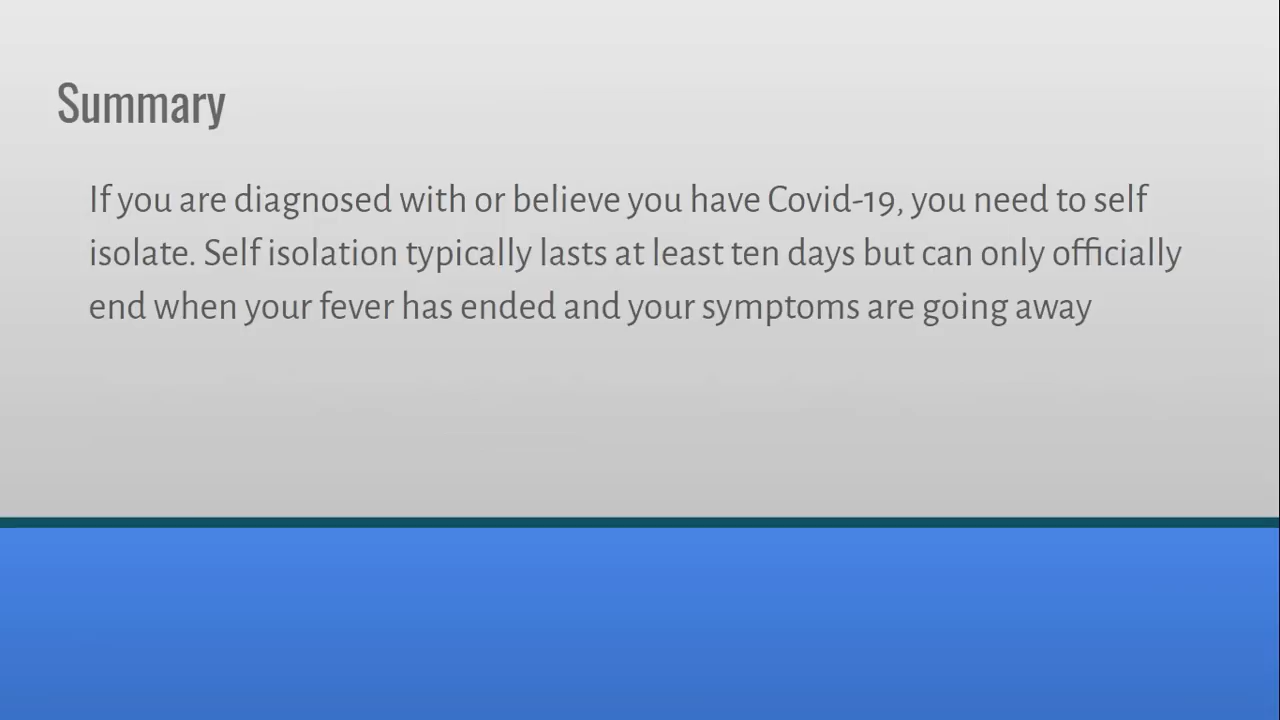 Summary
If you are diagnosed with or believe you have Covid-19, you need to self
isolate. Self isolation typically lasts at least ten days but can only officially
end when your fever has ended and your symptoms are going away